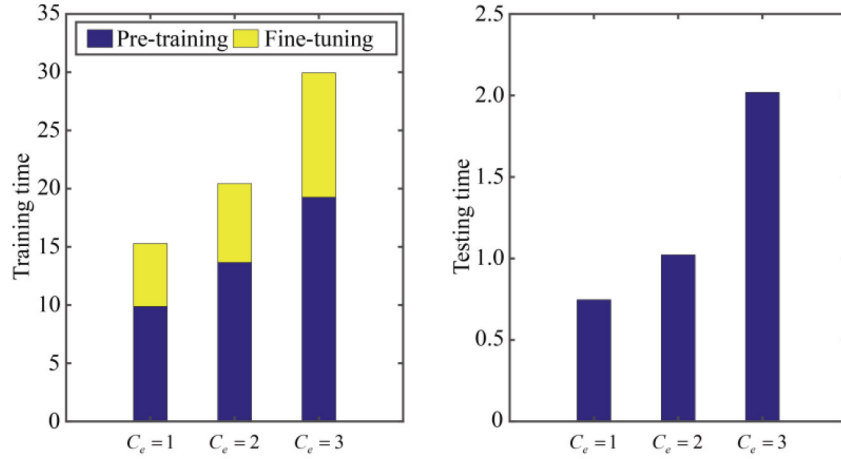 35
Pre-training Fine-tuning
30
25
20
15
10
5
0
Training time
C_e = 1 C_e = 2 C_e = 3
2.5
2.0
1.5
1.0
0.5
0
Testing time
C_e = 1 C_e = 2 C_e = 3